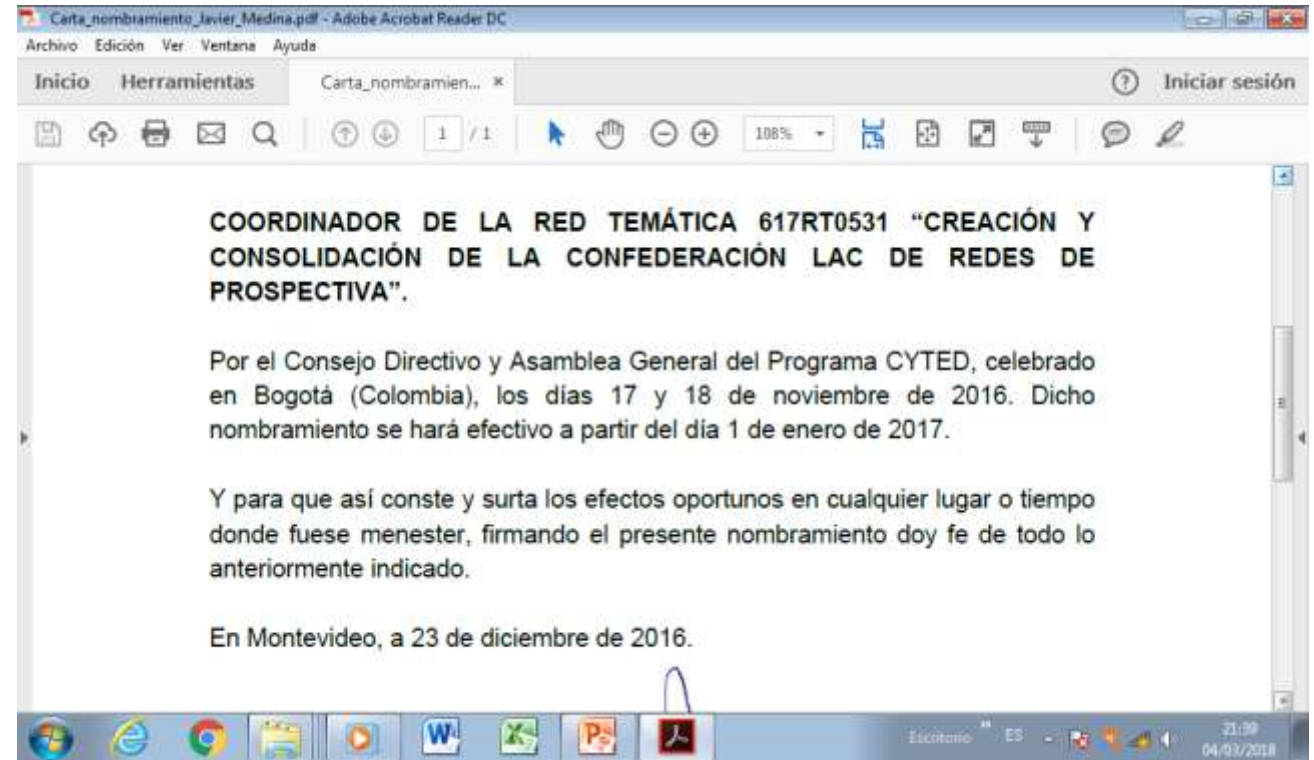 Carta_nombramiento_Javier_Medina.pdf - Adobe Acrobat Reader DC
Archivo Edición Ver Ventana Ayuda
Inicio Herramientas Carta_nombramien... × ? Iniciar sesión
1 / 1 108%
COORDINADOR DE LA RED TEMÁTICA 617RT0531 “CREACIÓN Y
CONSOLIDACIÓN DE LA CONFEDERACIÓN LAC DE REDES DE
PROSPECTIVA”.
Por el Consejo Directivo y Asamblea General del Programa CYTED, celebrado
en Bogotá (Colombia), los días 17 y 18 de noviembre de 2016. Dicho
nombramiento se hará efectivo a partir del día 1 de enero de 2017.
Y para que así conste y surta los efectos oportunos en cualquier lugar o tiempo
donde fuese menester, firmando el presente nombramiento doy fe de todo lo
anteriormente indicado.
En Montevideo, a 23 de diciembre de 2016.
Escritorio ES 21:39
04/03/2018